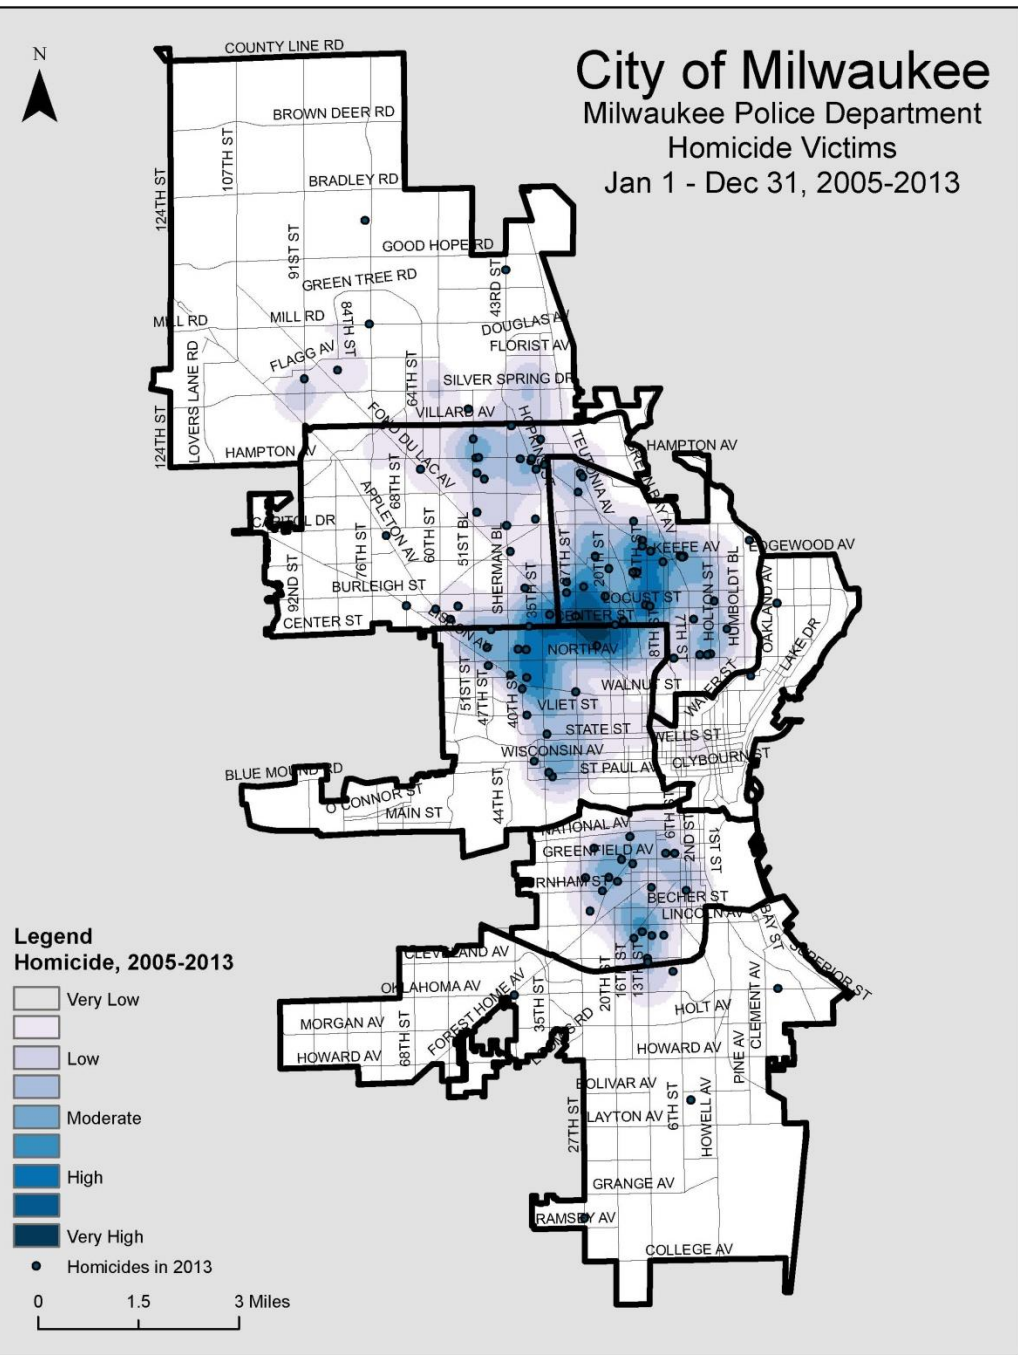 N
City of Milwaukee
Milwaukee Police Department
Homicide Victims
Jan 1 - Dec 31, 2005-2013
COUNTY LINE RD
BROWN DEER RD
107TH ST
BRADLEY RD
124TH ST
91ST ST
GOOD HOPE RD
GREEN TREE RD
43RD ST
MILL RD
MILL RD
84TH ST
DOUGLAS AV
FLORIST AV
FLAGG AV
LOVERS LANE RD
64TH ST
SILVER SPRING DR
124TH ST
FOND DU LAC AV
VILLARD AV
HOPKINS ST
TEUTONIA AV
HAMPTON AV
HAMPTON AV
68TH ST
APPLETON AV
CAPITOL DR
76TH ST
60TH ST
51ST BL
SHERMAN BL
20TH ST
KEEFE AV
EDGEWOOD AV
92ND ST
BURLEIGH ST
35TH ST
LOCUST ST
HOLTON ST
HUMBOLDT BL
OAKLAND AV
CENTER ST
CENTER ST
LAKE DR
NORTH AV
8TH ST
7TH ST
51ST ST
47TH ST
40TH ST
WALNUT ST
WATER ST
VLIET ST
STATE ST
WELLS ST
WISCONSIN AV
CLYBOURN ST
ST PAUL AV
BLUE MOUND RD
O'CONNOR ST
MAIN ST
44TH ST
NATIONAL AV
6TH ST
2ND ST
1ST ST
GREENFIELD AV
BECHER ST
LINCOLN AV
BAY ST
SUPERIOR ST
CLEVELAND AV
20TH ST
16TH ST
13TH ST
OKLAHOMA AV
FOREST HOME AV
35TH ST
CLEMENT AV
HOLT AV
MORGAN AV
68TH ST
HOWARD AV
HOWARD AV
PINE AV
BOLIVAR AV
LAYTON AV
27TH ST
6TH ST
HOWELL AV
GRANGE AV
RAMSEY AV
COLLEGE AV
Legend
Homicide, 2005-2013
Very Low
Low
Moderate
High
Very High
Homicides in 2013
0 1.5 3 Miles